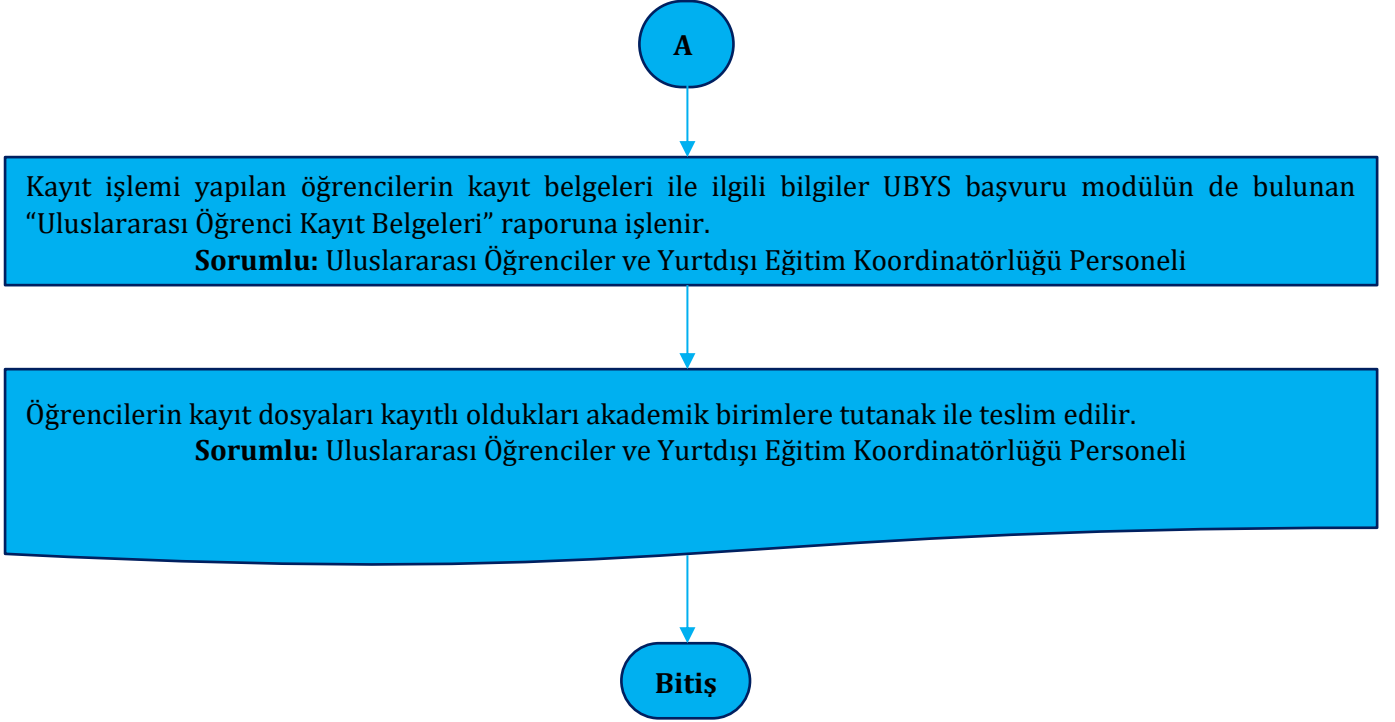 A
Kayıt işlemi yapılan öğrencilerin kayıt belgeleri ile ilgili bilgiler UBYS başvuru modülün de bulunan
“Uluslararası Öğrenci Kayıt Belgeleri” raporuna işlenir.
Sorumlu: Uluslararası Öğrenciler ve Yurtdışı Eğitim Koordinatörlüğü Personeli
Öğrencilerin kayıt dosyaları kayıtlı oldukları akademik birimlere tutanak ile teslim edilir.
Sorumlu: Uluslararası Öğrenciler ve Yurtdışı Eğitim Koordinatörlüğü Personeli
Bitiş